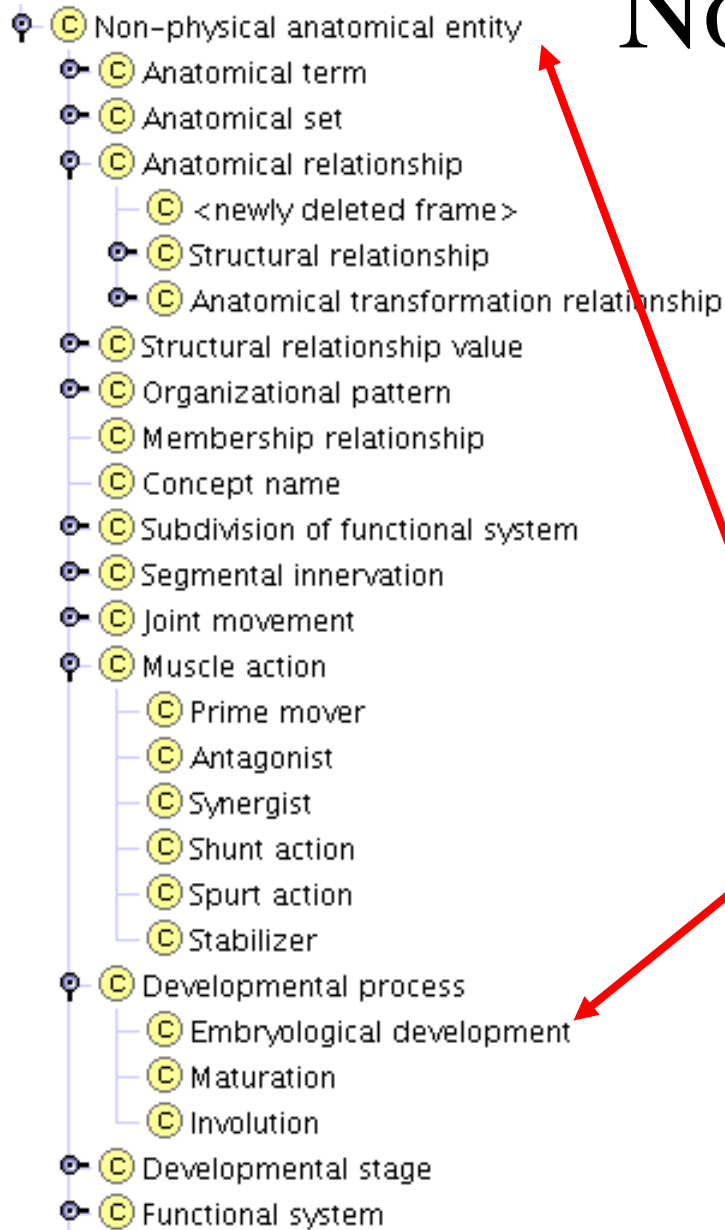 No
Non-physical anatomical entity
Anatomical term
Anatomical set
Anatomical relationship
<newly deleted frame>
Structural relationship
Anatomical transformation relationship
Structural relationship value
Organizational pattern
Membership relationship
Concept name
Subdivision of functional system
Segmental innervation
Joint movement
Muscle action
Prime mover
Antagonist
Synergist
Shunt action
Spurt action
Stabilizer
Developmental process
Embryological development
Maturation
Involution
Developmental stage
Functional system